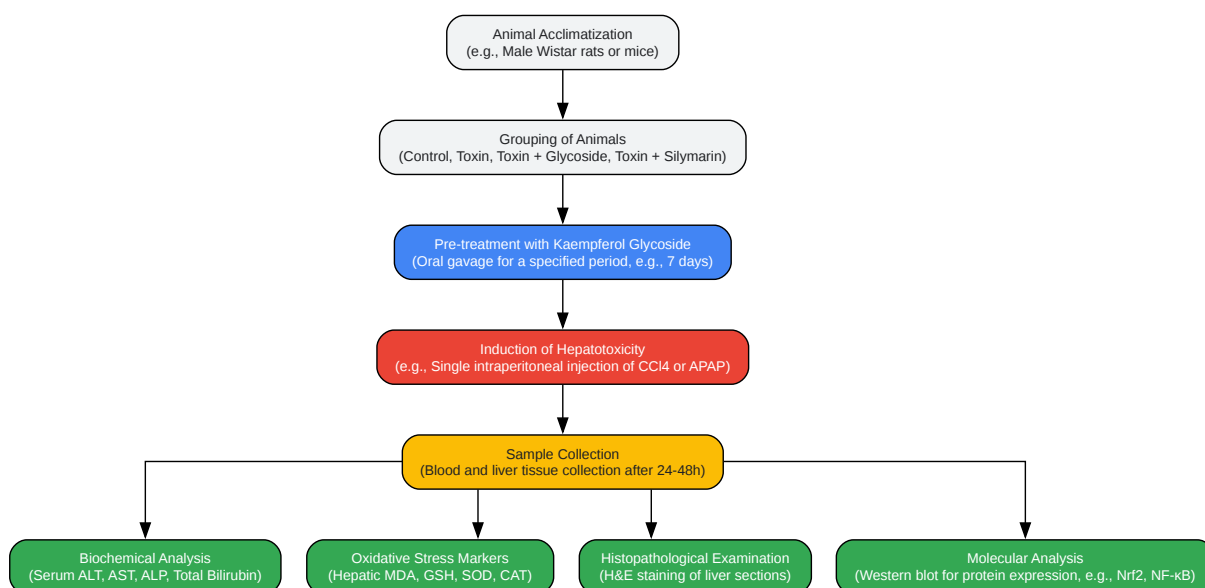 Animal Acclimatization
(e.g., Male Wistar rats or mice)
Grouping of Animals
(Control, Toxin, Toxin + Glycoside, Toxin + Silymarin)
Pre-treatment with Kaempferol Glycoside
(Oral gavage for a specified period, e.g., 7 days)
Induction of Hepatotoxicity
(e.g., Single intraperitoneal injection of CCl4 or APAP)
Sample Collection
(Blood and liver tissue collection after 24-48h)
Biochemical Analysis
(Serum ALT, AST, ALP, Total Bilirubin)
Oxidative Stress Markers
(Hepatic MDA, GSH, SOD, CAT)
Histopathological Examination
(H&E staining of liver sections)
Molecular Analysis
(Western blot for protein expression, e.g., Nrf2, NF-κB)